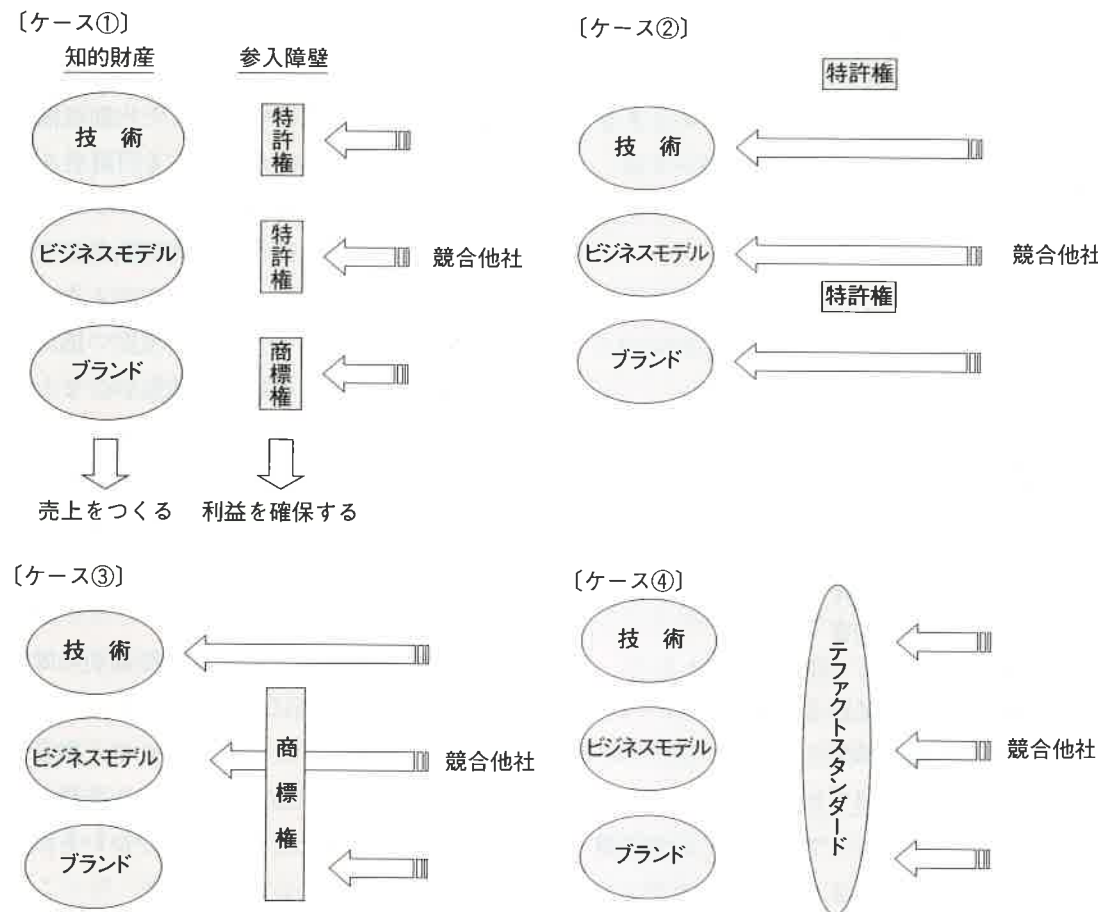 〔ケース①〕
知的財産 参入障壁
技 術
特許権
ビジネスモデル
特許権
競合他社
ブランド
商標権
売上をつくる 利益を確保する
〔ケース②〕
特許権
技 術
ビジネスモデル
競合他社
特許権
ブランド
〔ケース③〕
技 術
商標権
ビジネスモデル
競合他社
ブランド
〔ケース④〕
技 術
デファクトスタンダード
ビジネスモデル
競合他社
ブランド